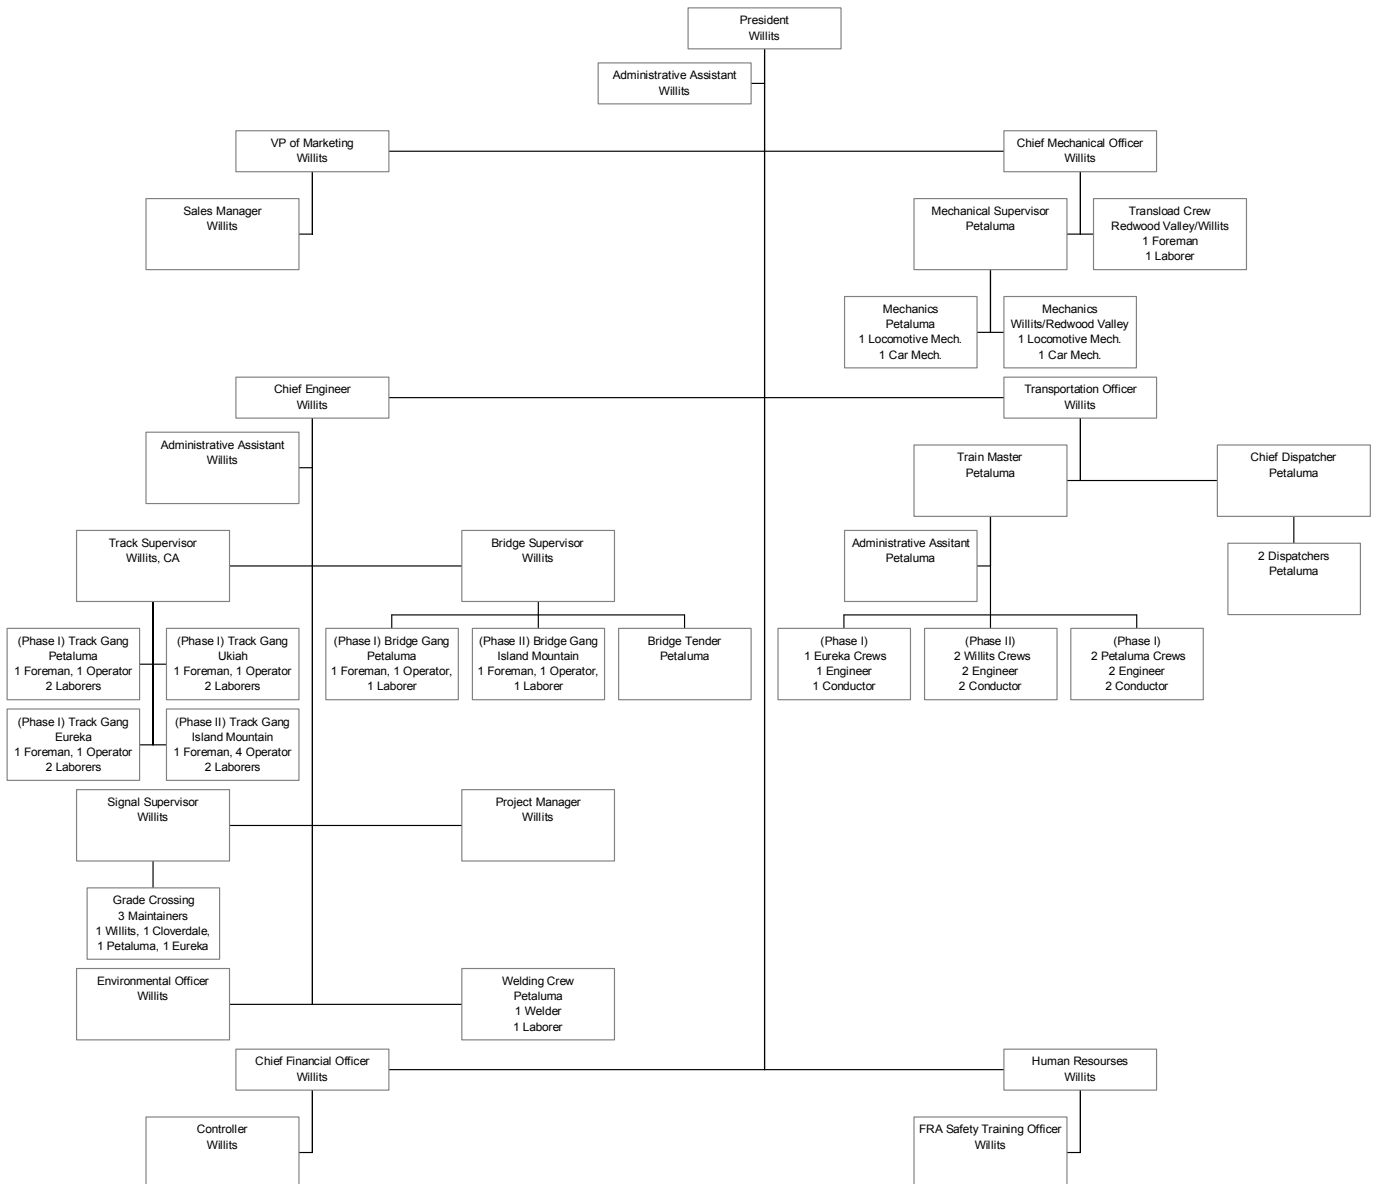 President
Willits
Administrative Assistant
Willits
VP of Marketing
Willits
Chief Mechanical Officer
Willits
Sales Manager
Willits
Mechanical Supervisor
Petaluma
Transload Crew
Redwood Valley/Willits
1 Foreman
1 Laborer
Mechanics
Petaluma
1 Locomotive Mech.
1 Car Mech.
Mechanics
Willits/Redwood Valley
1 Locomotive Mech.
1 Car Mech.
Chief Engineer
Willits
Transportation Officer
Willits
Administrative Assistant
Willits
Train Master
Petaluma
Chief Dispatcher
Petaluma
Track Supervisor
Willits, CA
Bridge Supervisor
Willits
Administrative Assitant
Petaluma
2 Dispatchers
Petaluma
(Phase I) Track Gang
Petaluma
1 Foreman, 1 Operator
2 Laborers
(Phase I) Track Gang
Ukiah
1 Foreman, 1 Operator
2 Laborers
(Phase I) Bridge Gang
Petaluma
1 Foreman, 1 Operator,
1 Laborer
(Phase II) Bridge Gang
Island Mountain
1 Foreman, 1 Operator,
1 Laborer
Bridge Tender
Petaluma
(Phase I)
1 Eureka Crews
1 Engineer
1 Conductor
(Phase II)
2 Willits Crews
2 Engineer
2 Conductor
(Phase I)
2 Petaluma Crews
2 Engineer
2 Conductor
(Phase I) Track Gang
Eureka
1 Foreman, 1 Operator
2 Laborers
(Phase II) Track Gang
Island Mountain
1 Foreman, 4 Operator
2 Laborers
Signal Supervisor
Willits
Project Manager
Willits
Grade Crossing
3 Maintainers
1 Willits, 1 Cloverdale,
1 Petaluma, 1 Eureka
Environmental Officer
Willits
Welding Crew
Petaluma
1 Welder
1 Laborer
Chief Financial Officer
Willits
Human Resourses
Willits
Controller
Willits
FRA Safety Training Officer
Willits